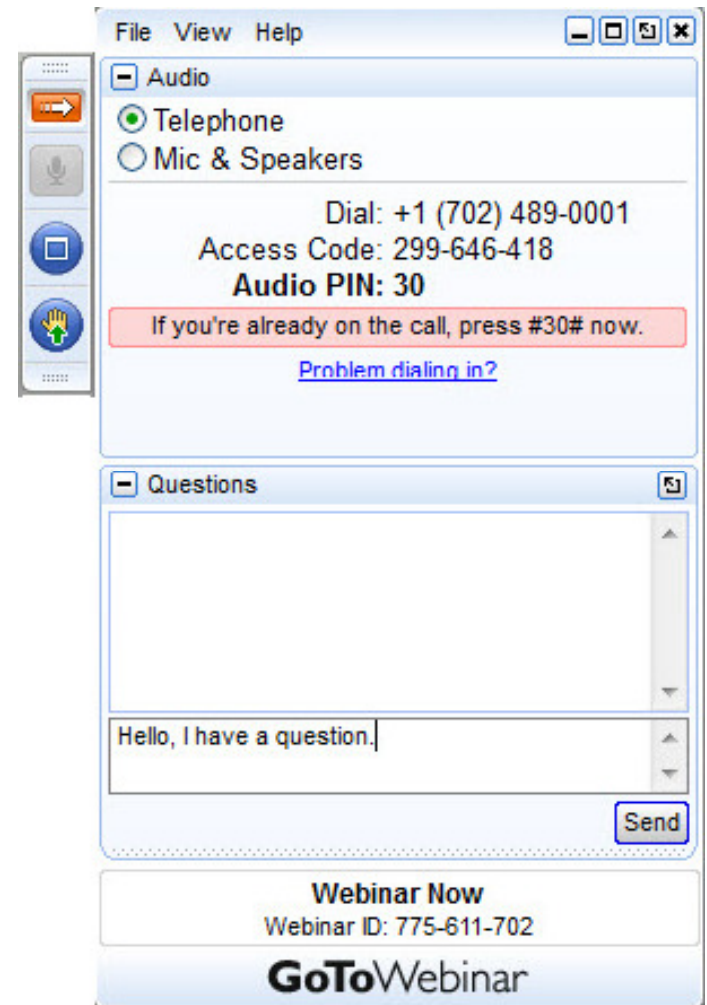 File View Help
Audio
Telephone
Mic & Speakers
Dial: +1 (702) 489-0001
Access Code: 299-646-418
Audio PIN: 30
If you're already on the call, press #30# now.
Problem dialing in?
Questions
Hello, I have a question.
Send
Webinar Now
Webinar ID: 775-611-702
GoToWebinar